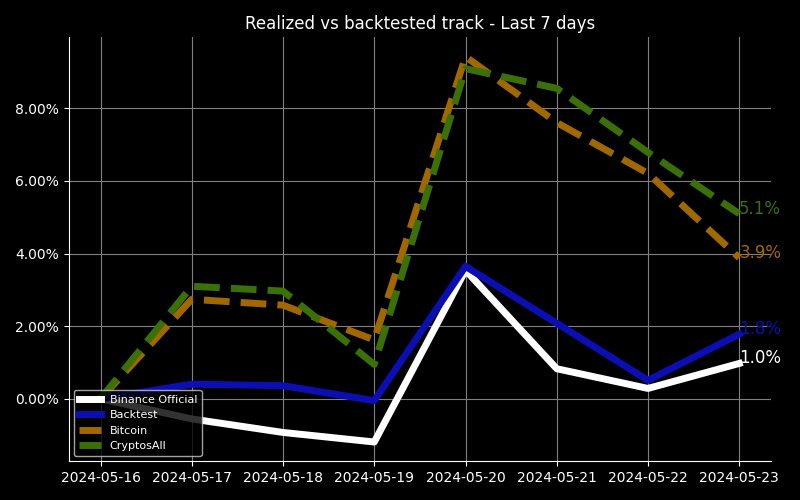 Realized vs backtested track - Last 7 days
8.00%
6.00%
4.00%
2.00%
0.00%
5.1%
3.9%
1.8%
1.0%
Binance Official
Backtest
Bitcoin
CryptosAll
2024-05-16 2024-05-17 2024-05-18 2024-05-19 2024-05-20 2024-05-21 2024-05-22 2024-05-23